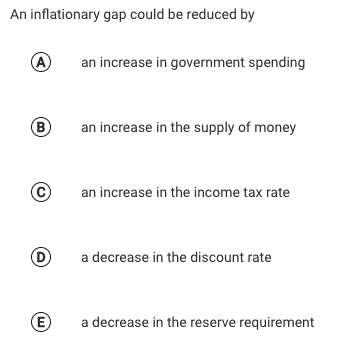 An inflationary gap could be reduced by
A an increase in government spending
B an increase in the supply of money
C an increase in the income tax rate
D a decrease in the discount rate
E a decrease in the reserve requirement